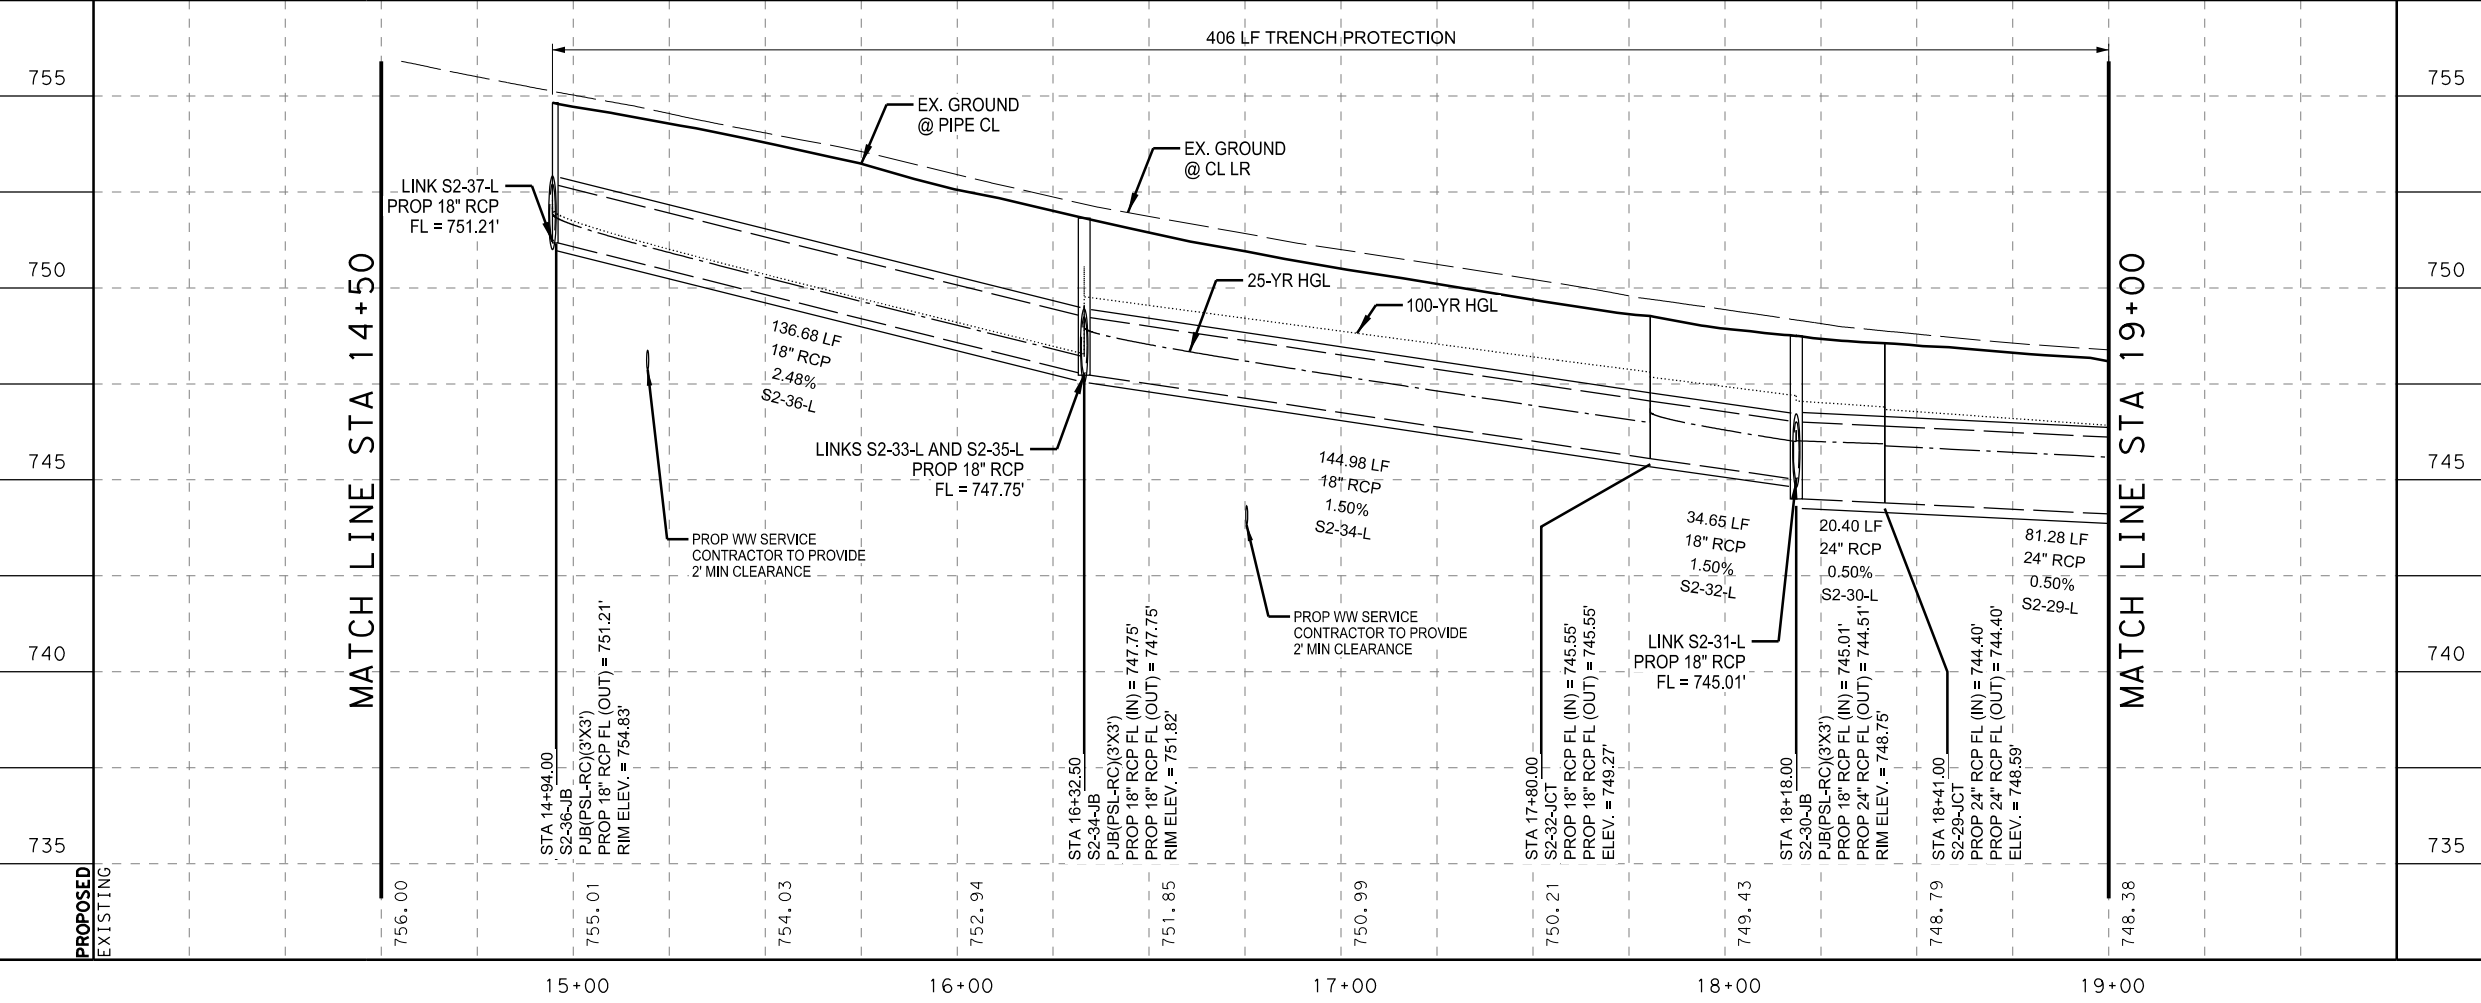 406 LF TRENCH PROTECTION
755
750
745
740
735
755
750
745
740
735
MATCH LINE STA 14+50
MATCH LINE STA 19+00
EX. GROUND
@ PIPE CL
EX. GROUND
@ CL LR
LINK S2-37-L
PROP 18" RCP
FL = 751.21'
25-YR HGL
100-YR HGL
136.68 LF
18" RCP
2.48%
S2-36-L
LINKS S2-33-L AND S2-35-L
PROP 18" RCP
FL = 747.75'
144.98 LF
18" RCP
1.50%
S2-34-L
PROP WW SERVICE
CONTRACTOR TO PROVIDE
2' MIN CLEARANCE
PROP WW SERVICE
CONTRACTOR TO PROVIDE
2' MIN CLEARANCE
34.65 LF
18" RCP
1.50%
S2-32-L
20.40 LF
24" RCP
0.50%
S2-30-L
81.28 LF
24" RCP
0.50%
S2-29-L
LINK S2-31-L
PROP 18" RCP
FL = 745.01'
STA 14+94.00
S2-36-JB
PJB(PSL-RC)(3'X3')
PROP 18" RCP FL (OUT) = 751.21'
RIM ELEV. = 754.83'
STA 16+32.50
S2-34-JB
PJB(PSL-RC)(3'X3')
PROP 18" RCP FL (IN) = 747.75'
PROP 18" RCP FL (OUT) = 747.75'
RIM ELEV. = 751.82'
STA 17+80.00
S2-32-JCT
PROP 18" RCP FL (IN) = 745.55'
PROP 18" RCP FL (OUT) = 745.55'
ELEV. = 749.27'
STA 18+18.00
S2-30-JB
PJB(PSL-RC)(3'X3')
PROP 18" RCP FL (IN) = 745.01'
PROP 24" RCP FL (OUT) = 744.51'
RIM ELEV. = 748.75'
STA 18+41.00
S2-29-JCT
PROP 24" RCP FL (IN) = 744.40'
PROP 24" RCP FL (OUT) = 744.40'
ELEV. = 748.59'
PROPOSED
EXISTING
756.00
755.01
754.03
752.94
751.85
750.99
750.21
749.43
748.79
748.38
15+00
16+00
17+00
18+00
19+00